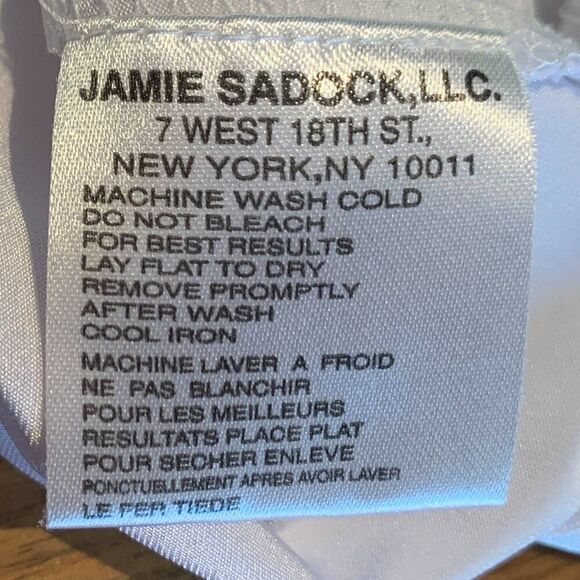 JAMIE SADOCK,LLC.
7 WEST 18TH ST.,
NEW YORK,NY 10011
MACHINE WASH COLD
DO NOT BLEACH
FOR BEST RESULTS
LAY FLAT TO DRY
REMOVE PROMPTLY
AFTER WASH
COOL IRON
MACHINE LAVER A FROID
NE PAS BLANCHIR
POUR LES MEILLEURS
RESULTATS PLACE PLAT
POUR SECHER ENLEVE
PONCTUELLEMENT APRES AVOIR LAVER
LE FER TIEDE